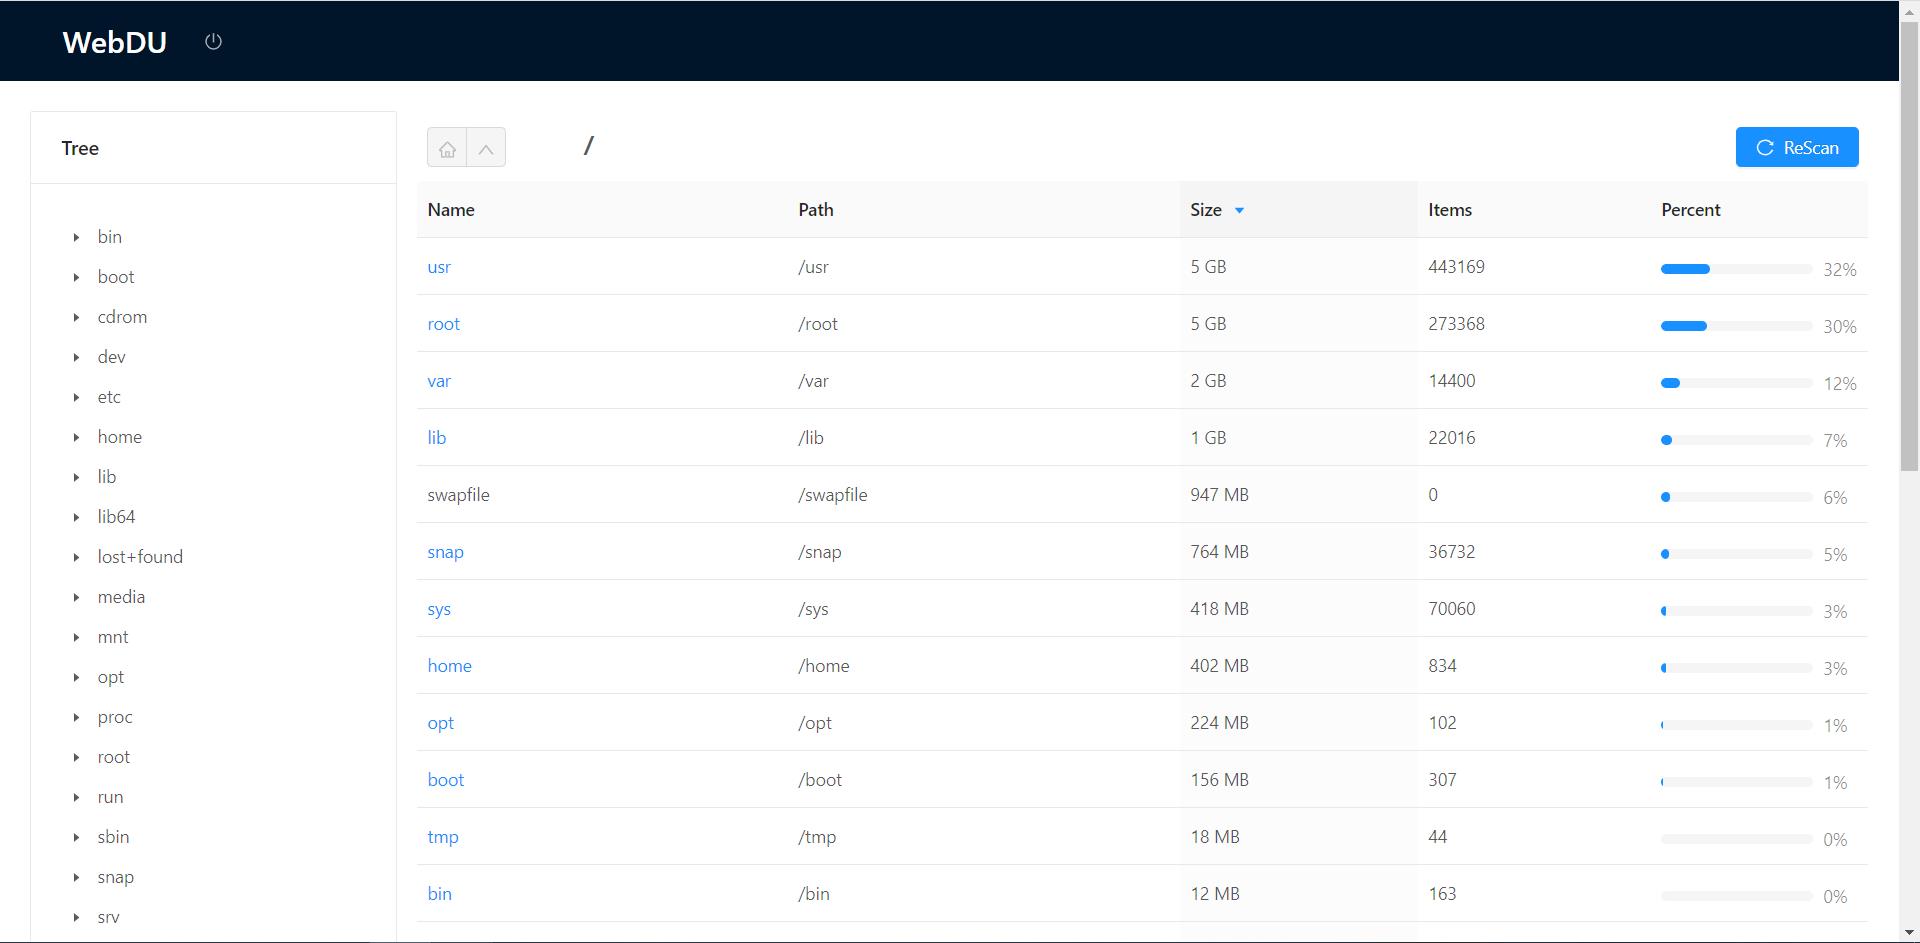 WebDU
Tree
bin
boot
cdrom
dev
etc
home
lib
lib64
lost+found
media
mnt
opt
proc
root
run
sbin
snap
srv
/
ReScan
Name Path Size Items Percent
usr /usr 5 GB 443169 32%
root /root 5 GB 273368 30%
var /var 2 GB 14400 12%
lib /lib 1 GB 22016 7%
swapfile /swapfile 947 MB 0 6%
snap /snap 764 MB 36732 5%
sys /sys 418 MB 70060 3%
home /home 402 MB 834 3%
opt /opt 224 MB 102 1%
boot /boot 156 MB 307 1%
tmp /tmp 18 MB 44 0%
bin /bin 12 MB 163 0%